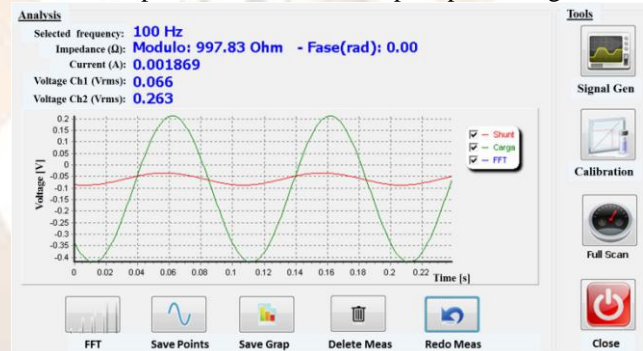 Analysis
Selected frequency: 100 Hz
Impedance (Ω): Modulo: 997.83 Ohm - Fase(rad): 0.00
Current (A): 0.001869
Voltage Ch1 (Vrms): 0.066
Voltage Ch2 (Vrms): 0.263
Voltage [V]
0.2
0.15
0.1
0.05
0
-0.05
-0.1
-0.15
-0.2
-0.25
-0.3
-0.35
-0.4
0 0.02 0.04 0.06 0.08 0.1 0.12 0.14 0.16 0.18 0.2 0.22
Time [s]
Shunt
Carga
FFT
FFT Save Points Save Grap Delete Meas Redo Meas
Tools
Signal Gen
Calibration
Full Scan
Close